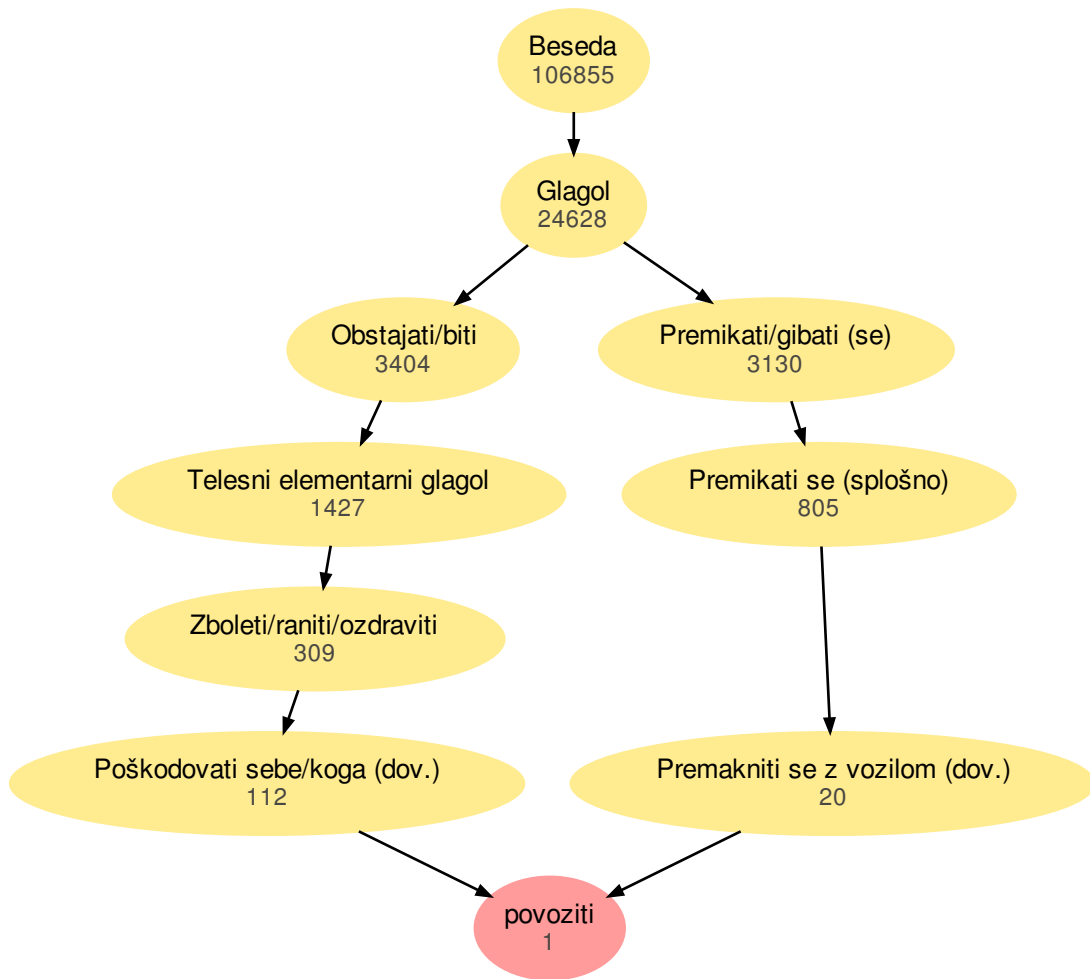 Beseda
106855
Glagol
24628
Obstajati/biti
3404
Premikati/gibati (se)
3130
Telesni elementarni glagol
1427
Premikati se (splošno)
805
Zboleti/raniti/ozdraviti
309
Poškodovati sebe/koga (dov.)
112
Premakniti se z vozilom (dov.)
20
povoziti
1